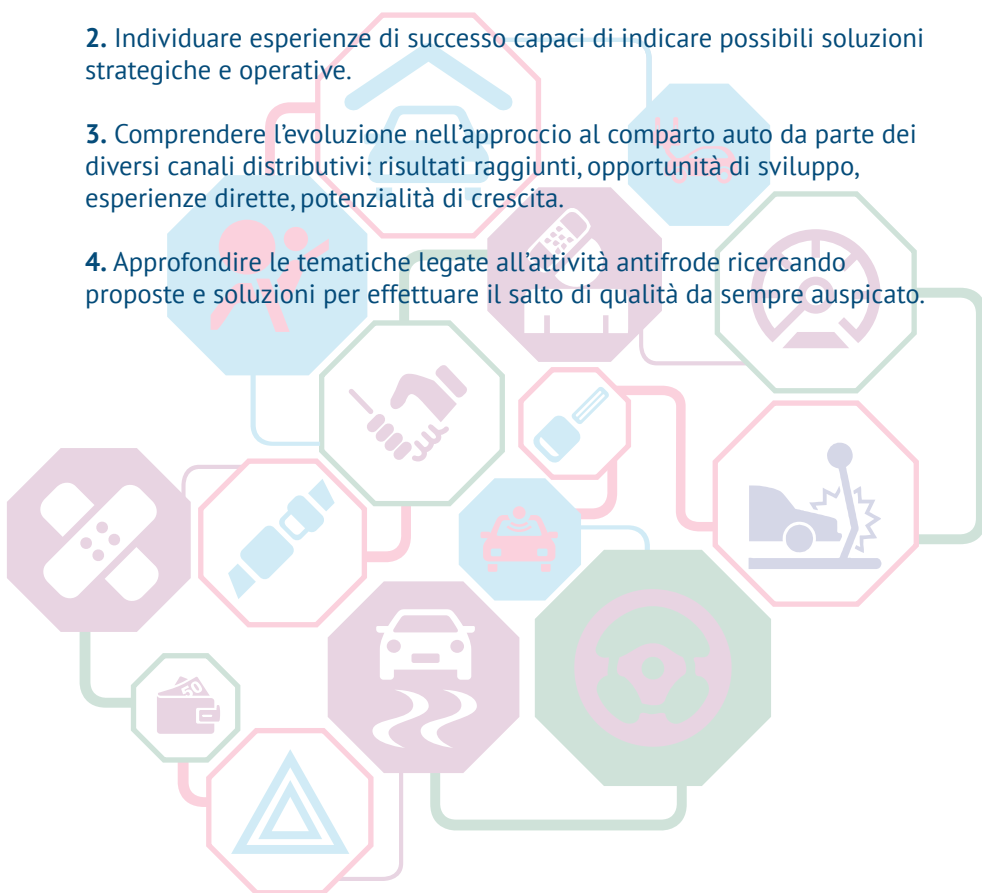 2. Individuare esperienze di successo capaci di indicare possibili soluzioni
strategiche e operative.
3. Comprendere l’evoluzione nell’approccio al comparto auto da parte dei
diversi canali distributivi: risultati raggiunti, opportunità di sviluppo,
esperienze dirette, potenzialità di crescita.
4. Approfondire le tematiche legate all’attività antifrode ricercando
proposte e soluzioni per effettuare il salto di qualità da sempre auspicato.
50